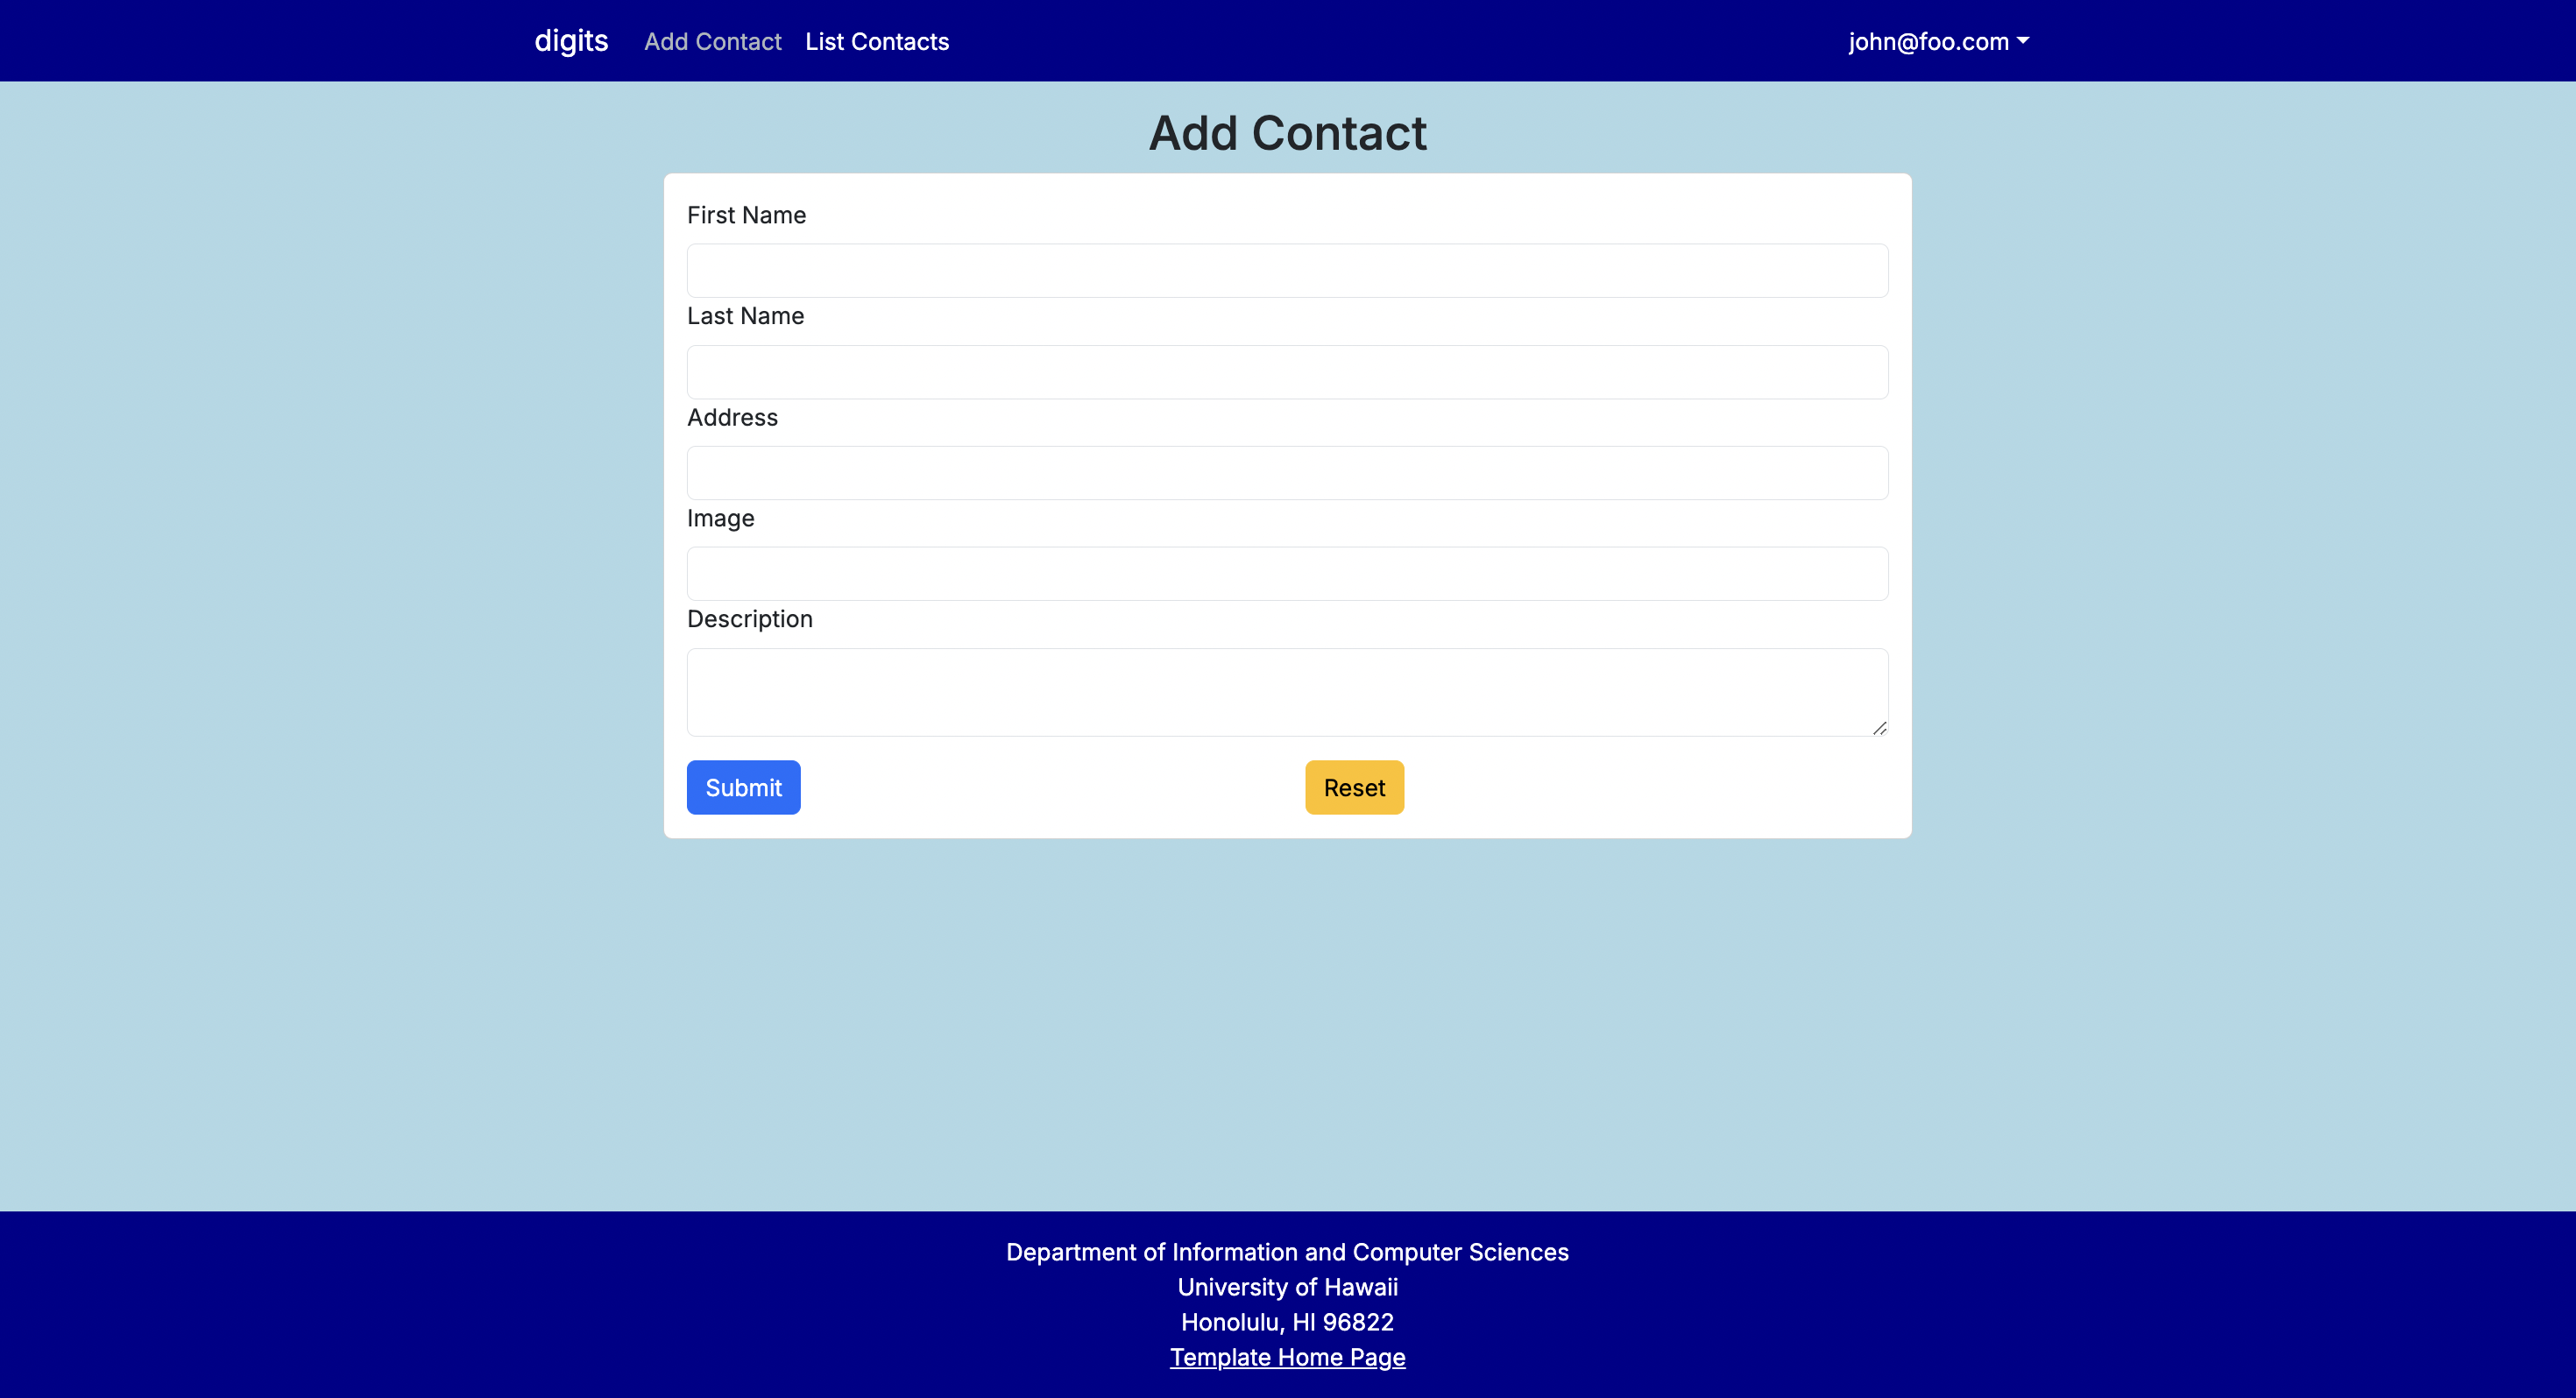 digits Add Contact List Contacts john@foo.com
Add Contact
First Name
Last Name
Address
Image
Description
Submit Reset
Department of Information and Computer Sciences
University of Hawaii
Honolulu, HI 96822
Template Home Page